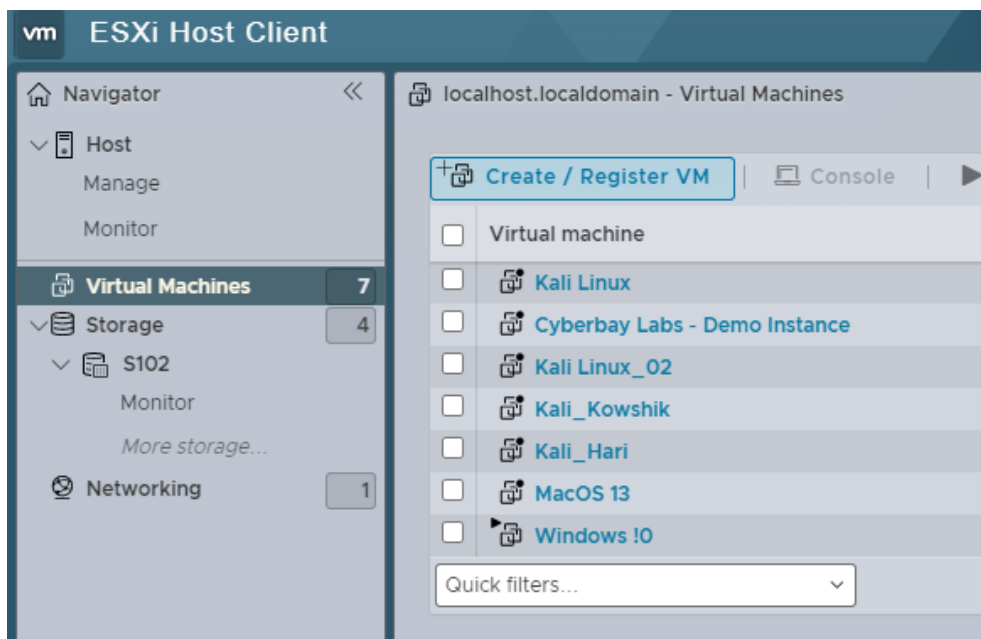 vm ESXi Host Client
Navigator
Host
Manage
Monitor
Virtual Machines 7
Storage 4
S102
Monitor
More storage...
Networking 1
localhost.localdomain - Virtual Machines
Create / Register VM | Console |
Virtual machine
Kali Linux
Cyberbay Labs - Demo Instance
Kali Linux_02
Kali_Kowshik
Kali_Hari
MacOS 13
Windows !0
Quick filters...